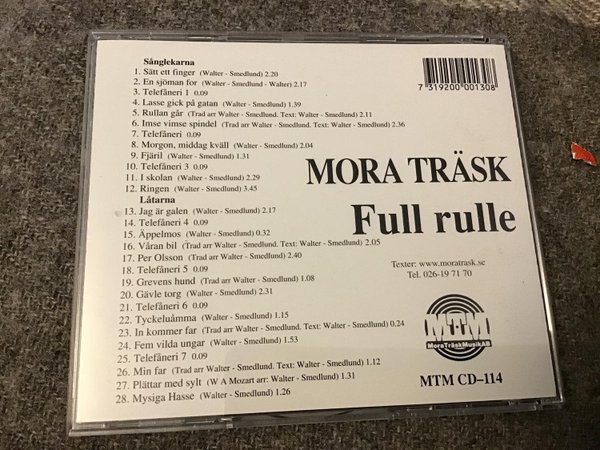 Sånglekarna
1. Sätt ett finger (Walter - Smedlund) 2.20
2. En sjöman for (Walter - Smedlund - Walter) 2.17
3. Telefåneri 1 0.09
4. Lasse gick på gatan (Walter - Smedlund) 1.39
5. Rullan går (Trad arr Walter - Smedlund. Text: Walter - Smedlund) 2.11
6. Imse vimse spindel (Trad arr Walter - Smedlund. Text: Walter - Smedlund) 2.36
7. Telefåneri 0.09
8. Morgon, middag kväll (Walter - Smedlund) 2.04
9. Fjäril (Walter - Smedlund) 1.31
10. Telefåneri 3 0.09
11. I skolan (Walter - Smedlund) 2.29
12. Ringen (Walter - Smedlund) 3.45
Låtarna
13. Jag är galen (Walter - Smedlund) 2.17
14. Telefåneri 4 0.09
15. Äppelmos (Walter - Smedlund) 0.32
16. Våran bil (Trad arr Walter - Smedlund. Text: Walter - Smedlund) 2.05
17. Per Olsson (Trad arr Walter - Smedlund) 2.40
18. Telefåneri 5 0.09
19. Grevens hund (Trad arr Walter - Smedlund) 1.08
20. Gävle torg (Walter - Smedlund) 2.31
21. Telefåneri 6 0.09
22. Tyckeluåmma (Walter - Smedlund) 1.15
23. In kommer far (Trad arr Walter - Smedlund. Text: Walter - Smedlund) 0.24
24. Fem vilda ungar (Walter - Smedlund) 1.53
25. Telefåneri 7 0.09
26. Min far (Trad arr Walter - Smedlund. Text: Walter - Smedlund) 1.12
27. Plättar med sylt (W A Mozart arr: Walter - Smedlund) 1.31
28. Mysiga Hasse (Walter - Smedlund) 1.26
7 319200 001308
MORA TRÄSK
Full rulle
Texter: www.moratrask.se
Tel. 026-19 71 70
MTM
MoraTräskMusikAB
MTM CD–114